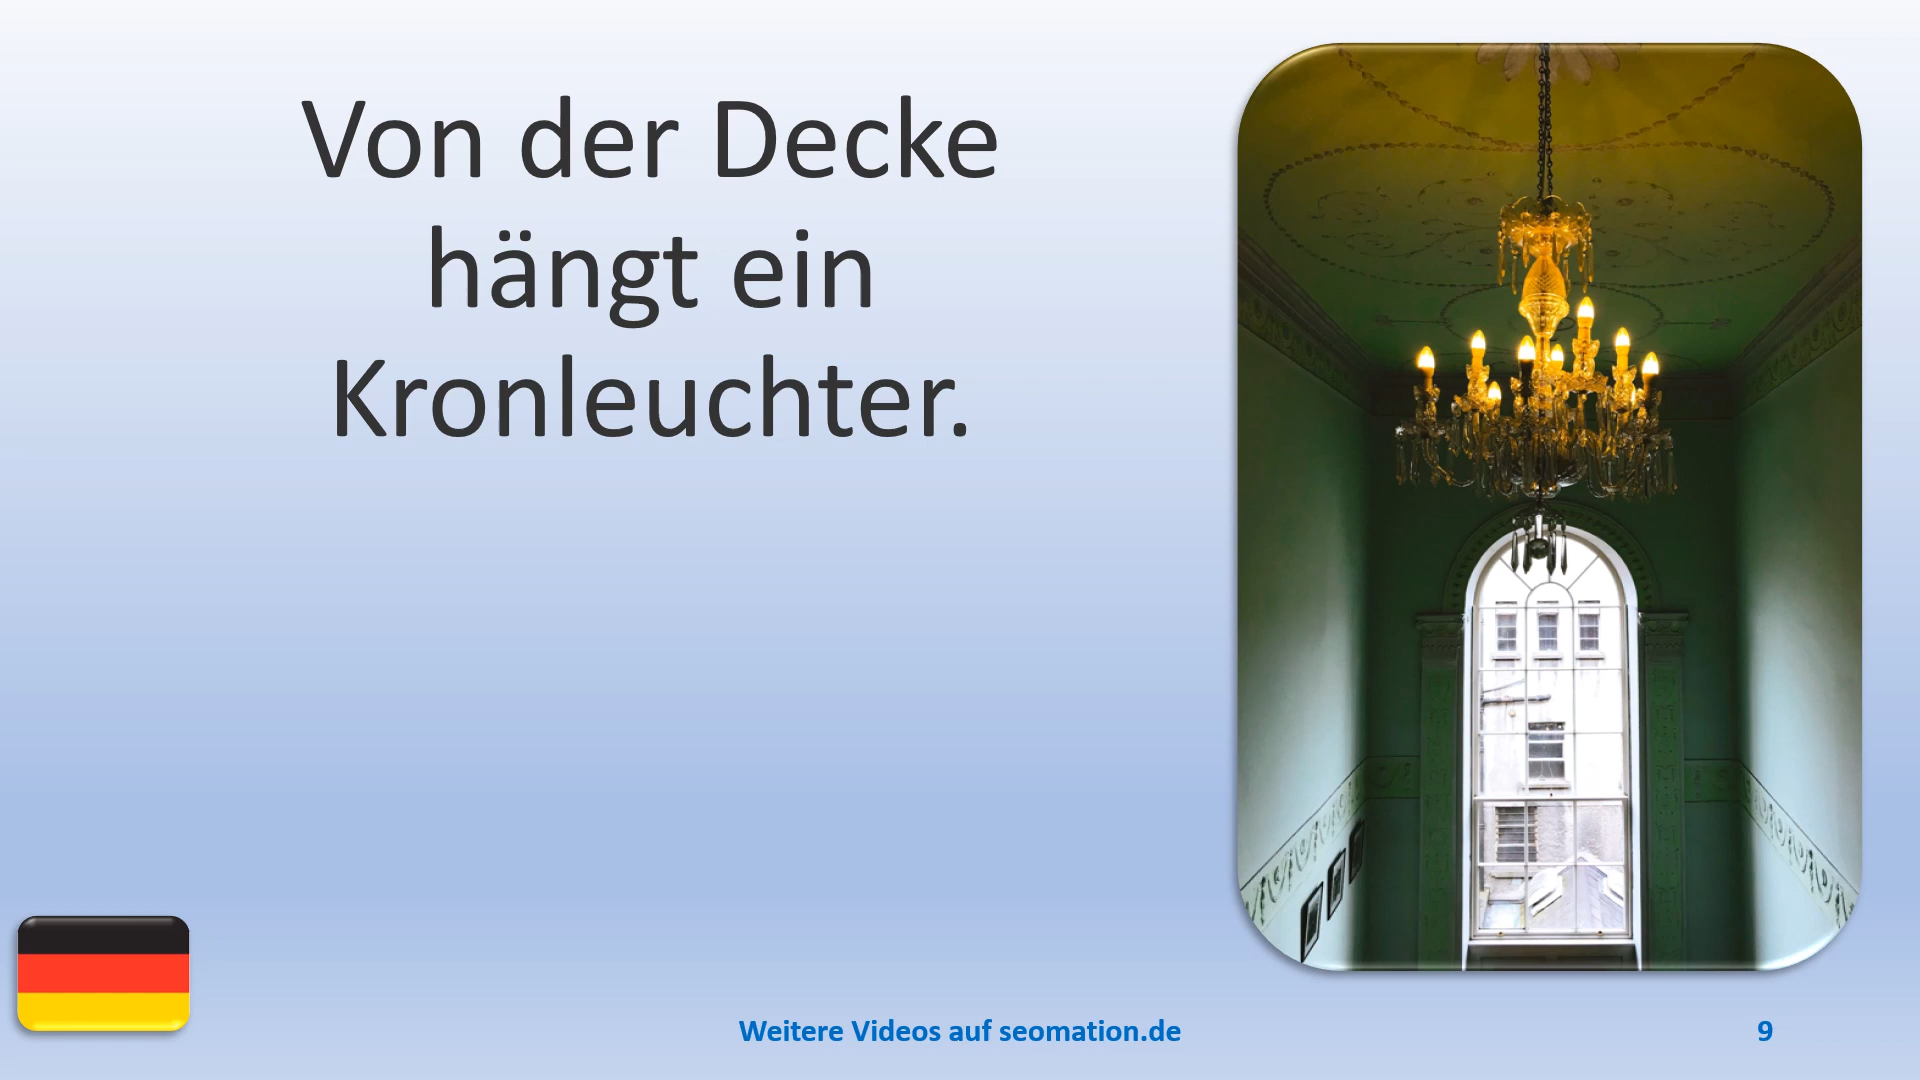 Von der Decke
hängt ein
Kronleuchter.
Weitere Videos auf seomation.de
9